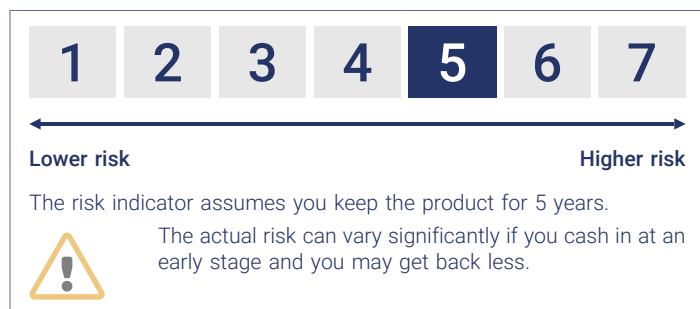 1 2 3 4 5 6 7
Lower risk Higher risk
The risk indicator assumes you keep the product for 5 years.
The actual risk can vary significantly if you cash in at an
early stage and you may get back less.